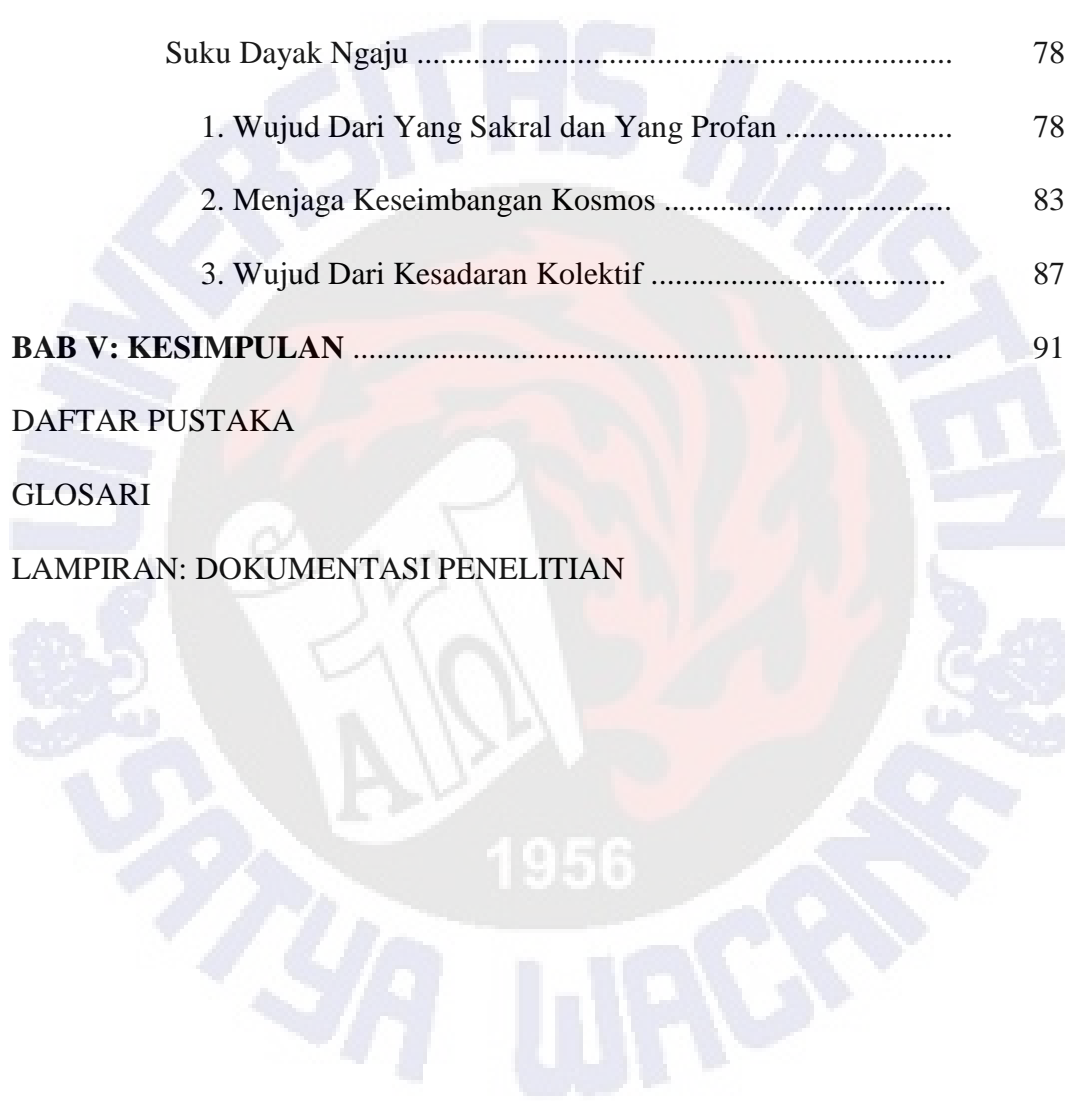 Suku Dayak Ngaju ................................................................ 78
1. Wujud Dari Yang Sakral dan Yang Profan .................... 78
2. Menjaga Keseimbangan Kosmos .................................. 83
3. Wujud Dari Kesadaran Kolektif ................................... 87
BAB V: KESIMPULAN ........................................................................ 91
DAFTAR PUSTAKA
GLOSARI
LAMPIRAN: DOKUMENTASI PENELITIAN
UNIVERSITAS KRISTEN
Α Ω
1956
SATYA WACANA